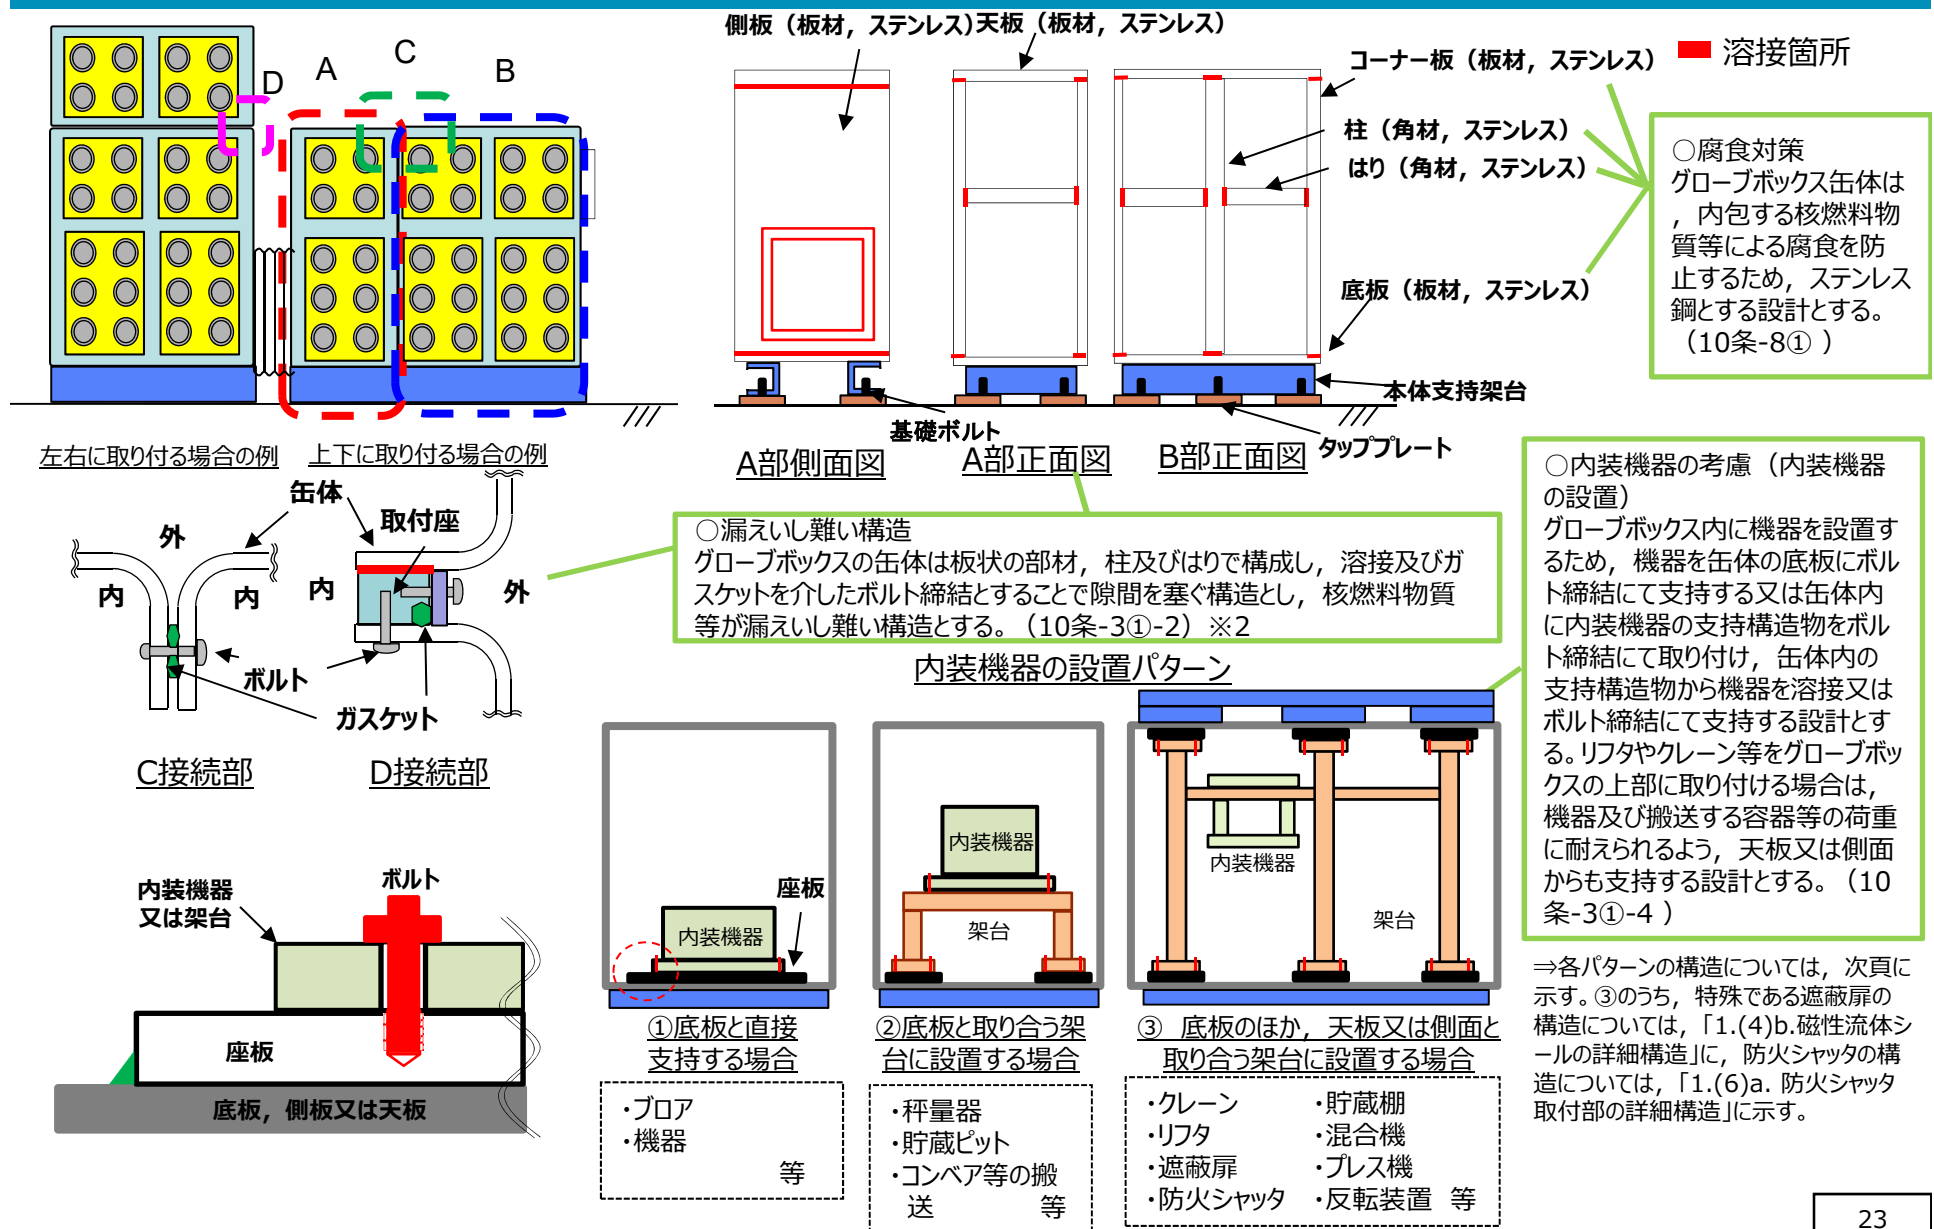 側板（板材，ステンレス）
天板（板材，ステンレス）
コーナー板（板材，ステンレス）
溶接箇所
柱（角材，ステンレス）
はり（角材，ステンレス）
底板（板材，ステンレス）
本体支持架台
基礎ボルト
タッププレート
A
B
C
D
A部側面図
A部正面図
B部正面図
○腐食対策
グローブボックス缶体は
，内包する核燃料物
質等による腐食を防
止するため，ステンレス
鋼とする設計とする。
（10条-8①）
左右に取り付る場合の例
上下に取り付る場合の例
缶体
取付座
外
内
内
内
外
ボルト
ガスケット
C接続部
D接続部
○漏えいし難い構造
グローブボックスの缶体は板状の部材，柱及びはりで構成し，溶接及びガ
スケットを介したボルト締結とすることで隙間を塞ぐ構造とし，核燃料物質
等が漏えいし難い構造とする。（10条-3①-2）※2
○内装機器の考慮（内装機器
の設置）
グローブボックス内に機器を設置す
るため，機器を缶体の底板にボル
ト締結にて支持する又は缶体内
に内装機器の支持構造物をボル
ト締結にて取り付け，缶体内の
支持構造物から機器を溶接又は
ボルト締結にて支持する設計とす
る。リフタやクレーン等をグローブボッ
クスの上部に取り付ける場合は，
機器及び搬送する容器等の荷重
に耐えられるよう，天板又は側面
からも支持する設計とする。（10
条-3①-4）
内装機器の設置パターン
内装機器
又は架台
ボルト
座板
底板，側板又は天板
内装機器
座板
内装機器
架台
内装機器
架台
①底板と直接
支持する場合
②底板と取り合う架
台に設置する場合
③ 底板のほか，天板又は側面と
取り合う架台に設置する場合
・ブロア
・機器
等
・秤量器
・貯蔵ピット
・コンベア等の搬
送 等
・クレーン ・貯蔵棚
・リフタ ・混合機
・遮蔽扉 ・プレス機
・防火シャッタ ・反転装置 等
⇒各パターンの構造については，次頁に
示す。③のうち，特殊である遮蔽扉の
構造については，「1.(4)b.磁性流体シ
ールの詳細構造」に，防火シャッタの構
造については，「1.(6)a. 防火シャッタ
取付部の詳細構造」に示す。
23